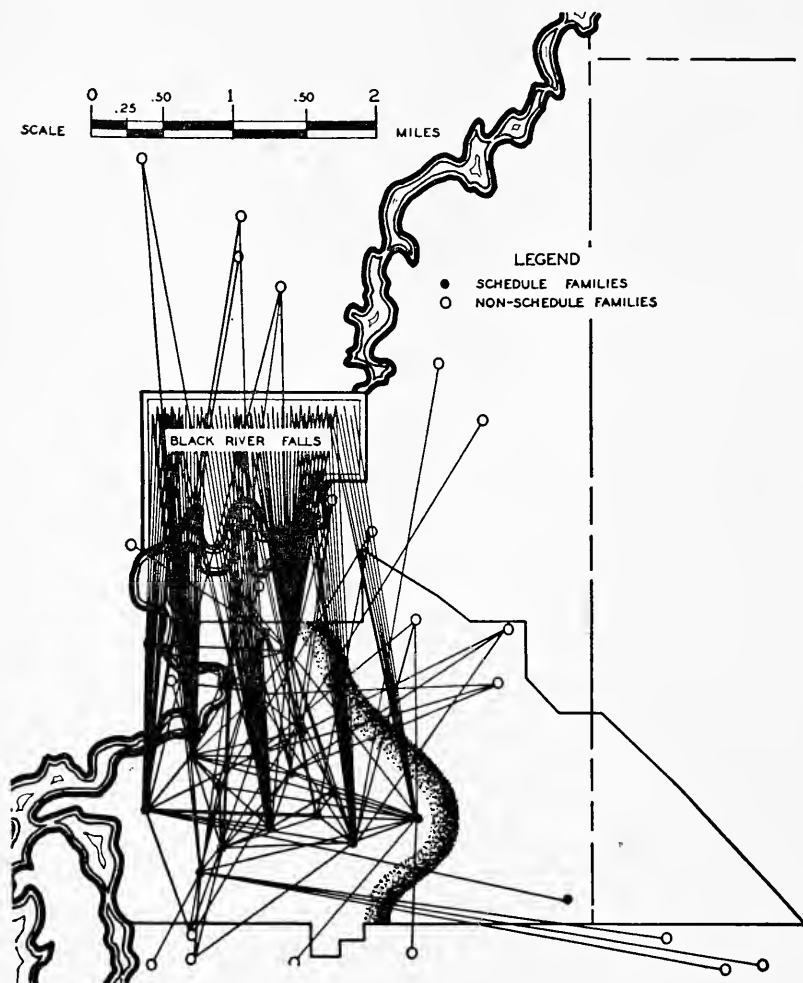 0 .25 .50 1 .50 2
SCALE MILES
LEGEND
SCHEDULE FAMILIES
NON-SCHEDULE FAMILIES
BLACK RIVER FALLS